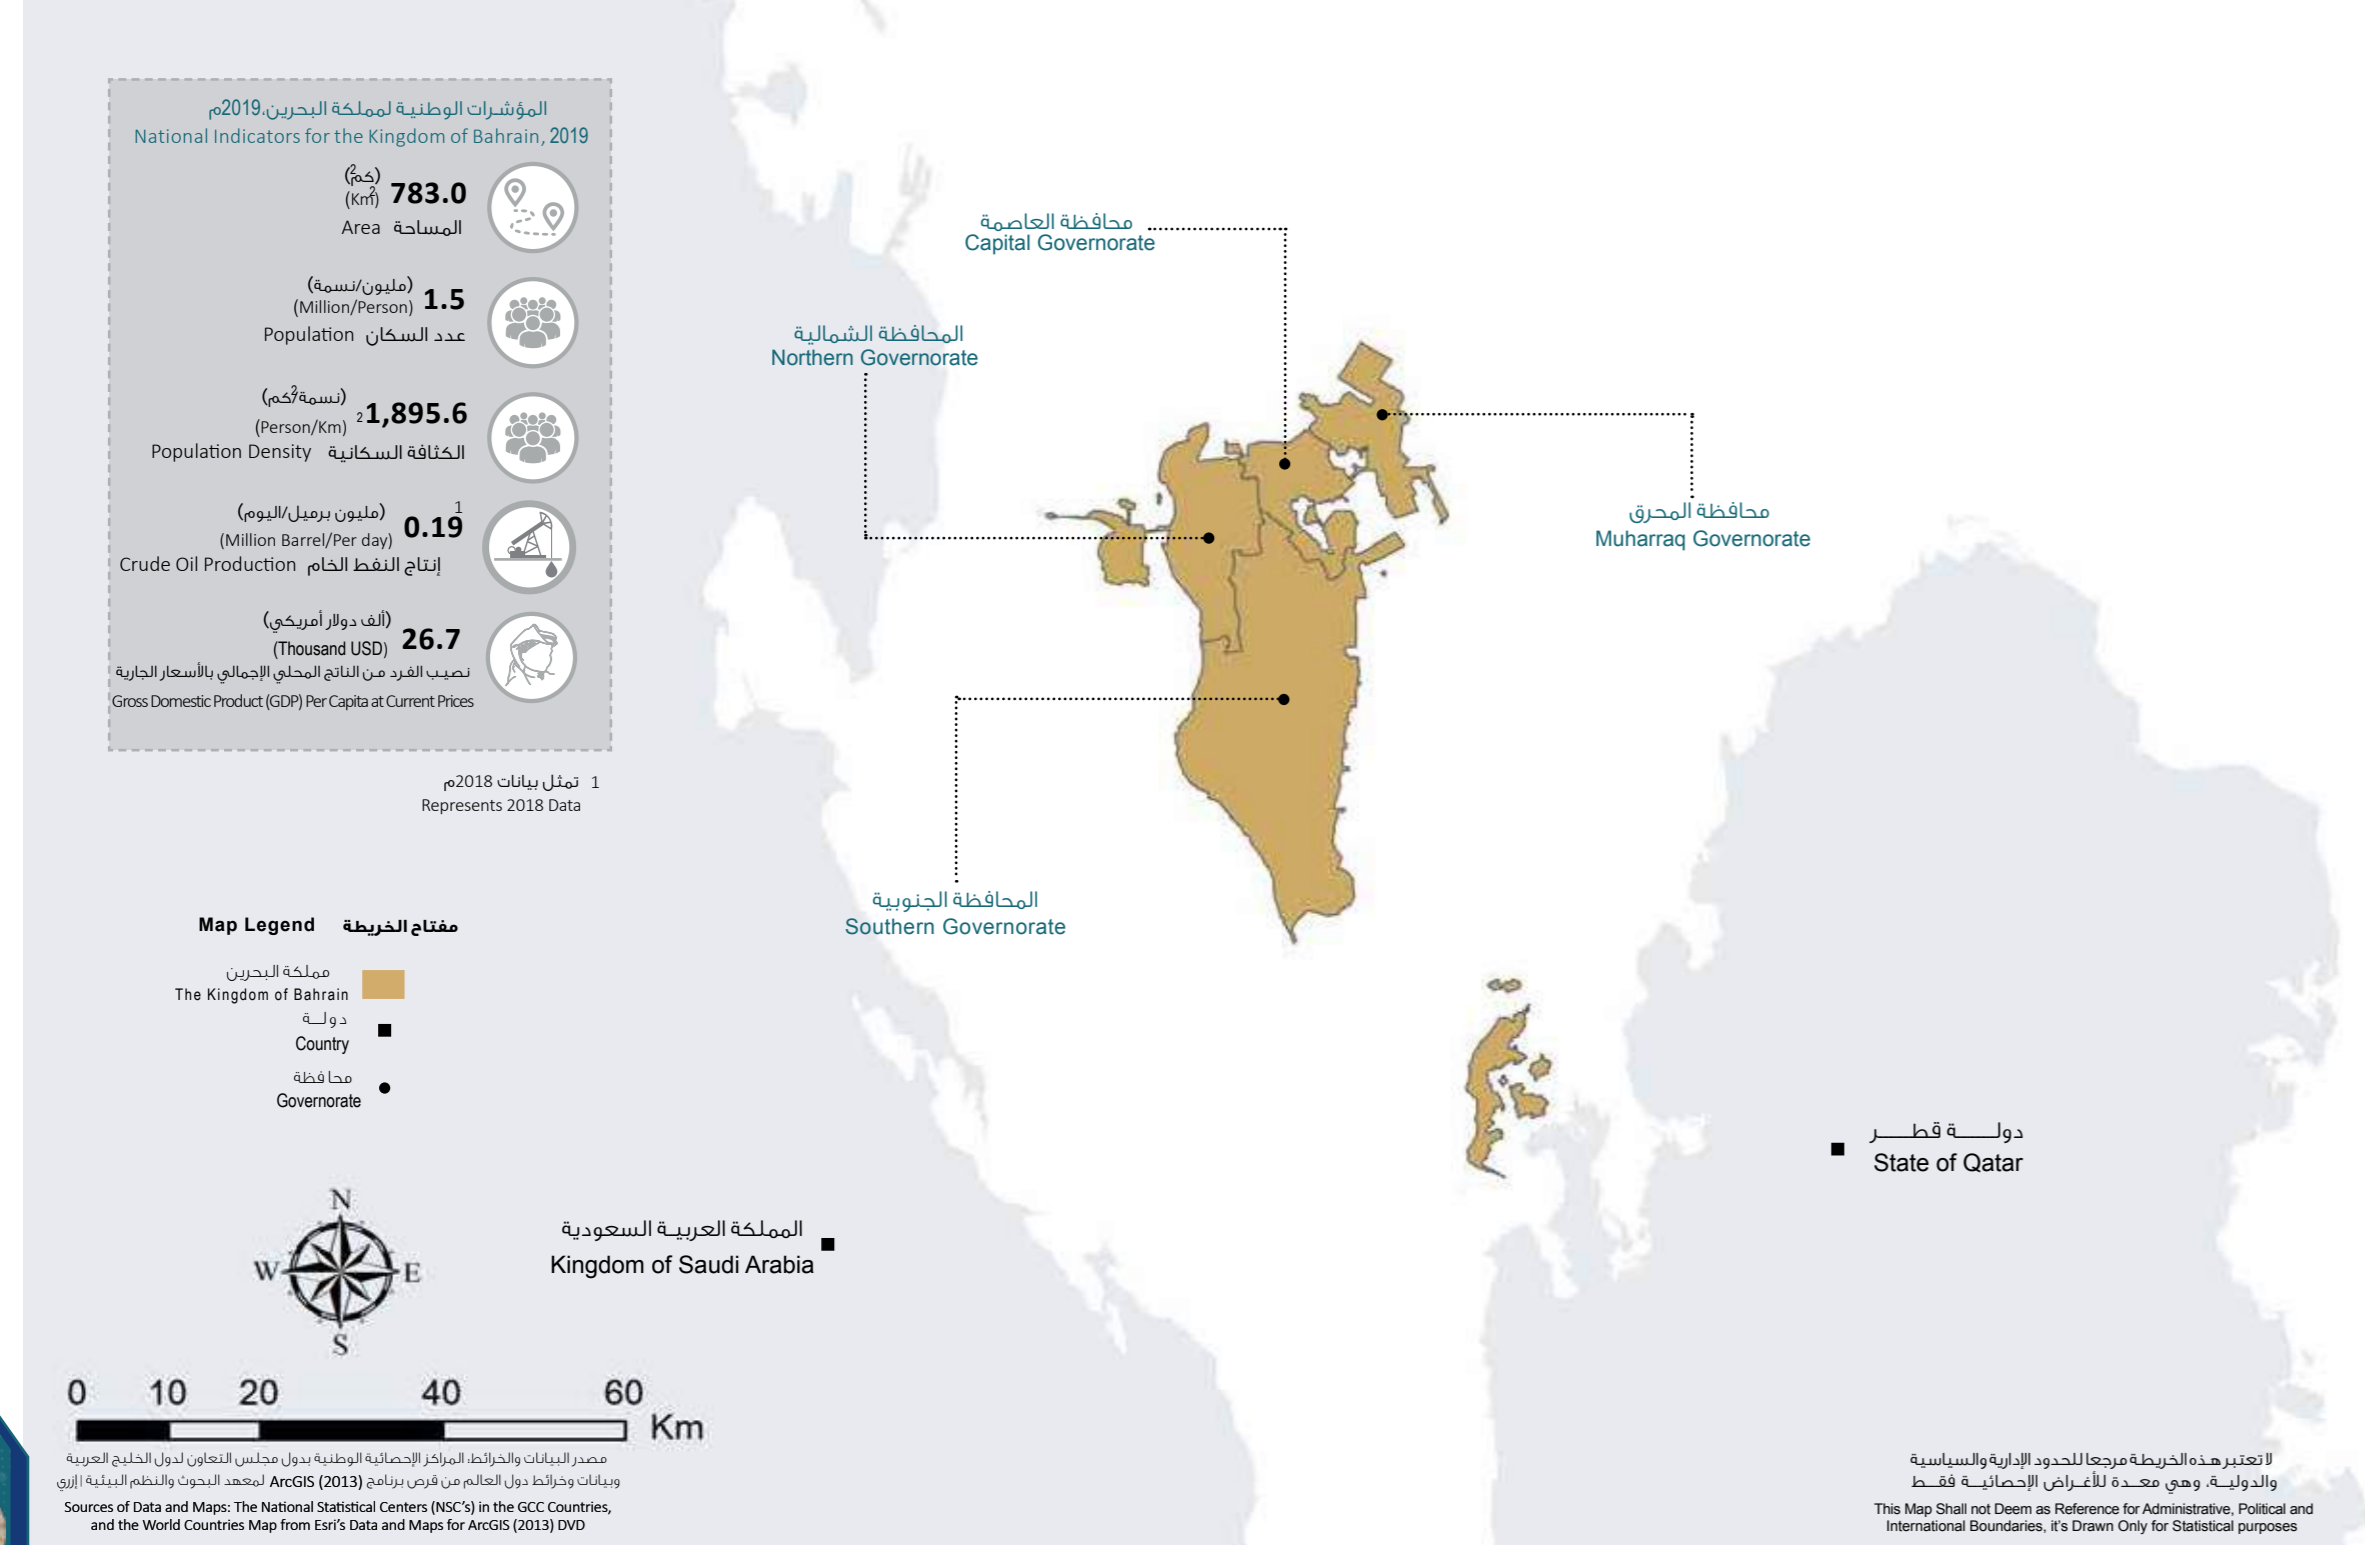 المؤشرات الوطنية لمملكة البحرين،2019م
National Indicators for the Kingdom of Bahrain, 2019
(كم2)
(Km2) 783.0
المساحة Area
(مليون/نسمة)
(Million/Person) 1.5
عدد السكان Population
(نسمة/كم2)
(Person/Km) 2 1,895.6
الكثافة السكانية Population Density
(مليون برميل/اليوم)
(Million Barrel/Per day) 0.19 1
إنتاج النفط الخام Crude Oil Production
(ألف دولار أمريكي)
(Thousand USD) 26.7
نصيب الفرد من الناتج المحلي الإجمالي بالأسعار الجارية
Gross Domestic Product (GDP) Per Capita at Current Prices
1 تمثل بيانات 2018م
Represents 2018 Data
محافظة العاصمة
Capital Governorate
المحافظة الشمالية
Northern Governorate
محافظة المحرق
Muharraq Governorate
المحافظة الجنوبية
Southern Governorate
مفتاح الخريطة Map Legend
مملكة البحرين
The Kingdom of Bahrain
دولـــة
Country
محافظة
Governorate
دولـــــة قطـــــر
State of Qatar
المملكة العربيـة السعودية
Kingdom of Saudi Arabia
N
W E
S
0 10 20 40 60
Km
مصدر البيانات والخرائط: المراكز الإحصائية الوطنية بدول مجلس التعاون لدول الخليج العربية
وبيانات وخرائط دول العالم من قرص برنامج ArcGIS (2013) لمعهد البحوث والنظم البيئية إزري
Sources of Data and Maps: The National Statistical Centers (NSC's) in the GCC Countries,
and the World Countries Map from Esri's Data and Maps for ArcGIS (2013) DVD
لا تعتبر هذه الخريطة مرجعا للحدود الإدارية والسياسية
والدوليـــة، وهي معـــدة للأغـــراض الإحصائيـــة فقـــط
This Map Shall not Deem as Reference for Administrative, Political and
International Boundaries, it's Drawn Only for Statistical purposes